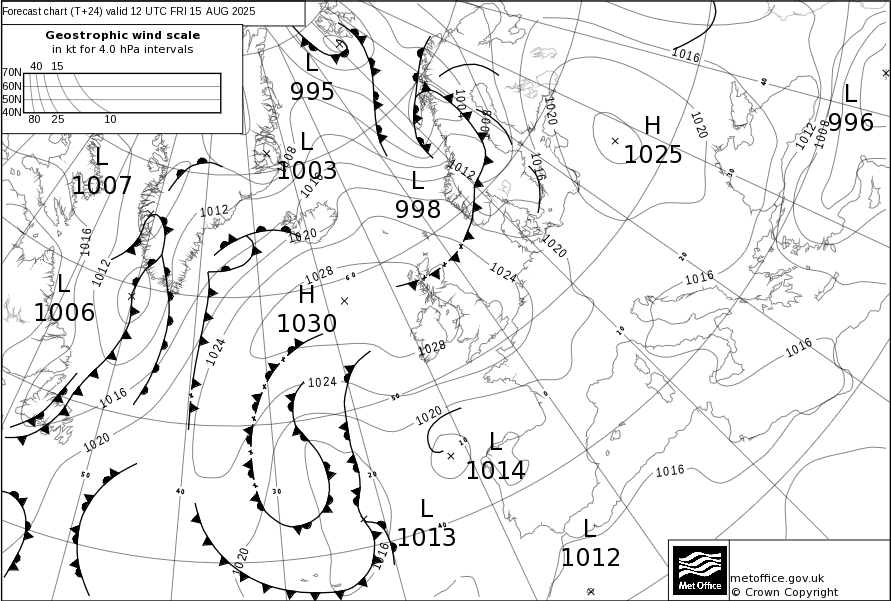 Forecast chart (T+24) valid 12 UTC FRI 15 AUG 2025
Geostrophic wind scale
in kt for 4.0 hPa intervals
40 15
70N
60N
50N
40N
80 25 10
L
995
L
1003
L
1007
L
998
H
1025
L
996
L
1006
H
1030
L
1014
L
1013
L
1012
1016
1020
1020
1012
1008
1004
1008
1012
1016
1020
1008
1016
1012
1020
1016
1012
1028
1024
1016
1024
1028
1024
1016
1016
1020
1020
1016
1020
1016
60
50
50
40
40
40
30
30
20
20
10
10
0
Met Office
metoffice.gov.uk
© Crown Copyright